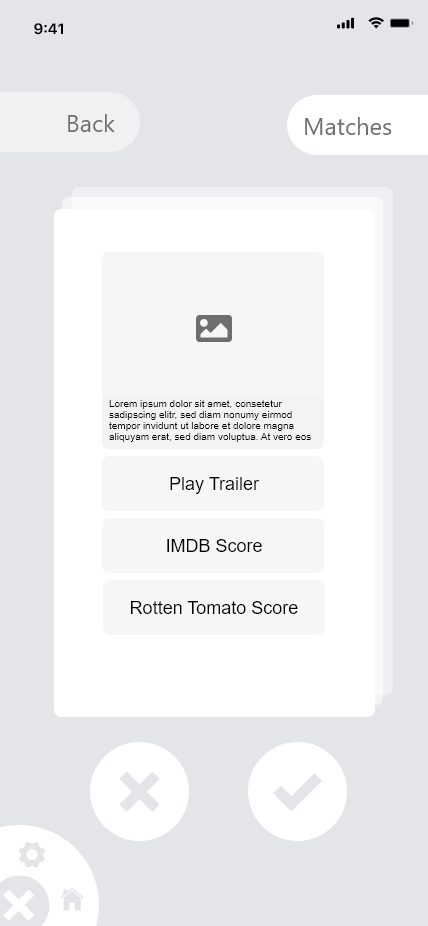 9:41
Back
Matches
Lorem ipsum dolor sit amet, consetetur
sadipscing elitr, sed diam nonumy eirmod
tempor invidunt ut labore et dolore magna
aliquyam erat, sed diam voluptua. At vero eos
Play Trailer
IMDB Score
Rotten Tomato Score